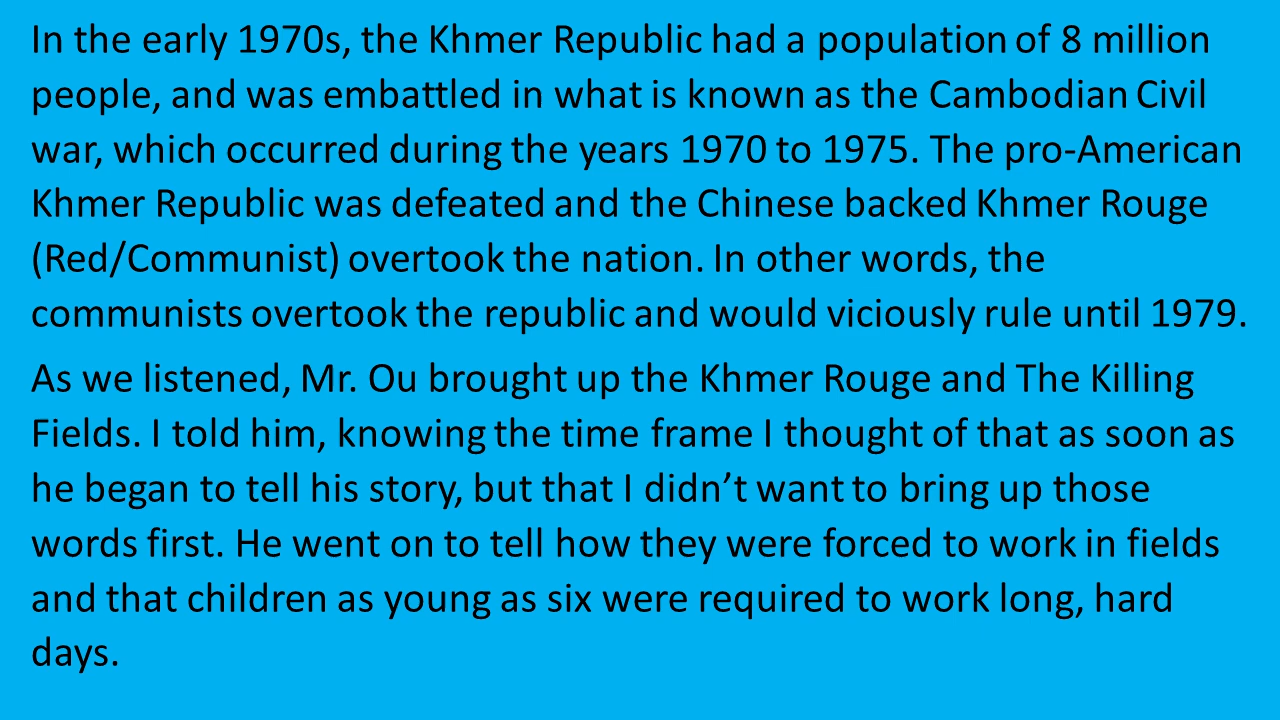 In the early 1970s, the Khmer Republic had a population of 8 million
people, and was embattled in what is known as the Cambodian Civil
war, which occurred during the years 1970 to 1975. The pro-American
Khmer Republic was defeated and the Chinese backed Khmer Rouge
(Red/Communist) overtook the nation. In other words, the
communists overtook the republic and would viciously rule until 1979.
As we listened, Mr. Ou brought up the Khmer Rouge and The Killing
Fields. I told him, knowing the time frame I thought of that as soon as
he began to tell his story, but that I didn’t want to bring up those
words first. He went on to tell how they were forced to work in fields
and that children as young as six were required to work long, hard
days.